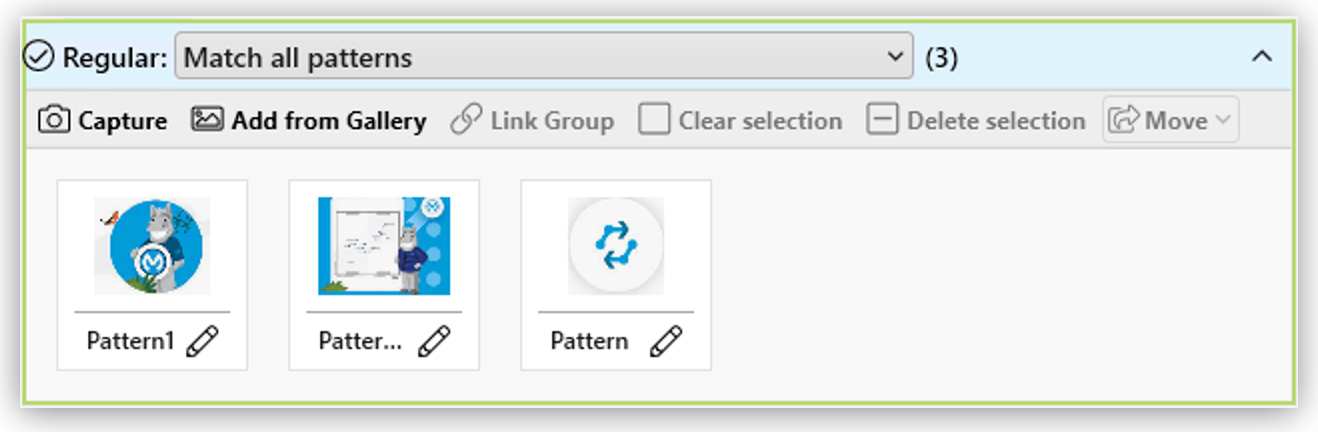 Regular: Match all patterns (3)
Capture Add from Gallery Link Group Clear selection Delete selection Move
Pattern1 Patter... Pattern